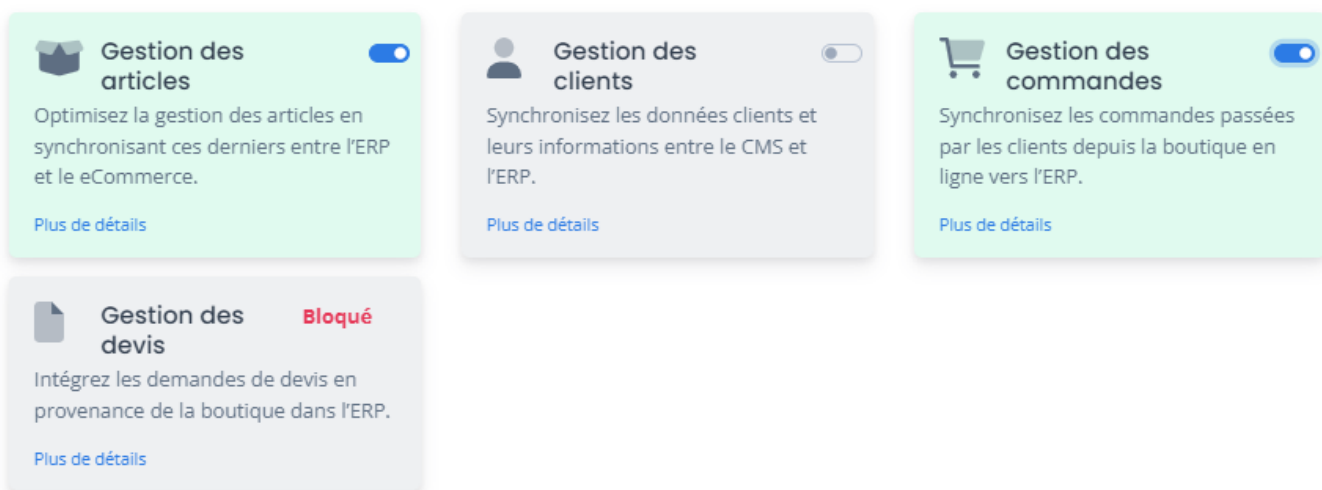 Gestion des
articles
Optimisez la gestion des articles en
synchronisant ces derniers entre l’ERP
et le eCommerce.
Plus de détails
Gestion des
clients
Synchronisez les données clients et
leurs informations entre le CMS et
l’ERP.
Plus de détails
Gestion des
commandes
Synchronisez les commandes passées
par les clients depuis la boutique en
ligne vers l’ERP.
Plus de détails
Gestion des
devis
Bloqué
Intégrez les demandes de devis en
provenance de la boutique dans l’ERP.
Plus de détails